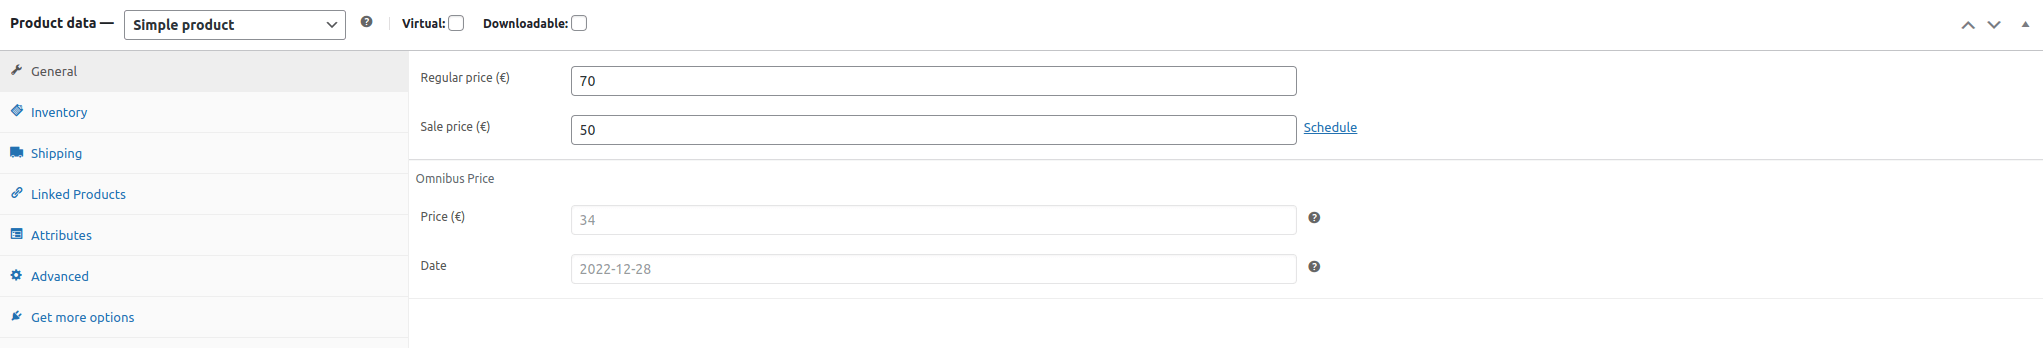 Product data — Simple product Virtual: Downloadable:
General
Inventory
Shipping
Linked Products
Attributes
Advanced
Get more options
Regular price (€) 70
Sale price (€) 50 Schedule
Omnibus Price
Price (€) 34
Date 2022-12-28